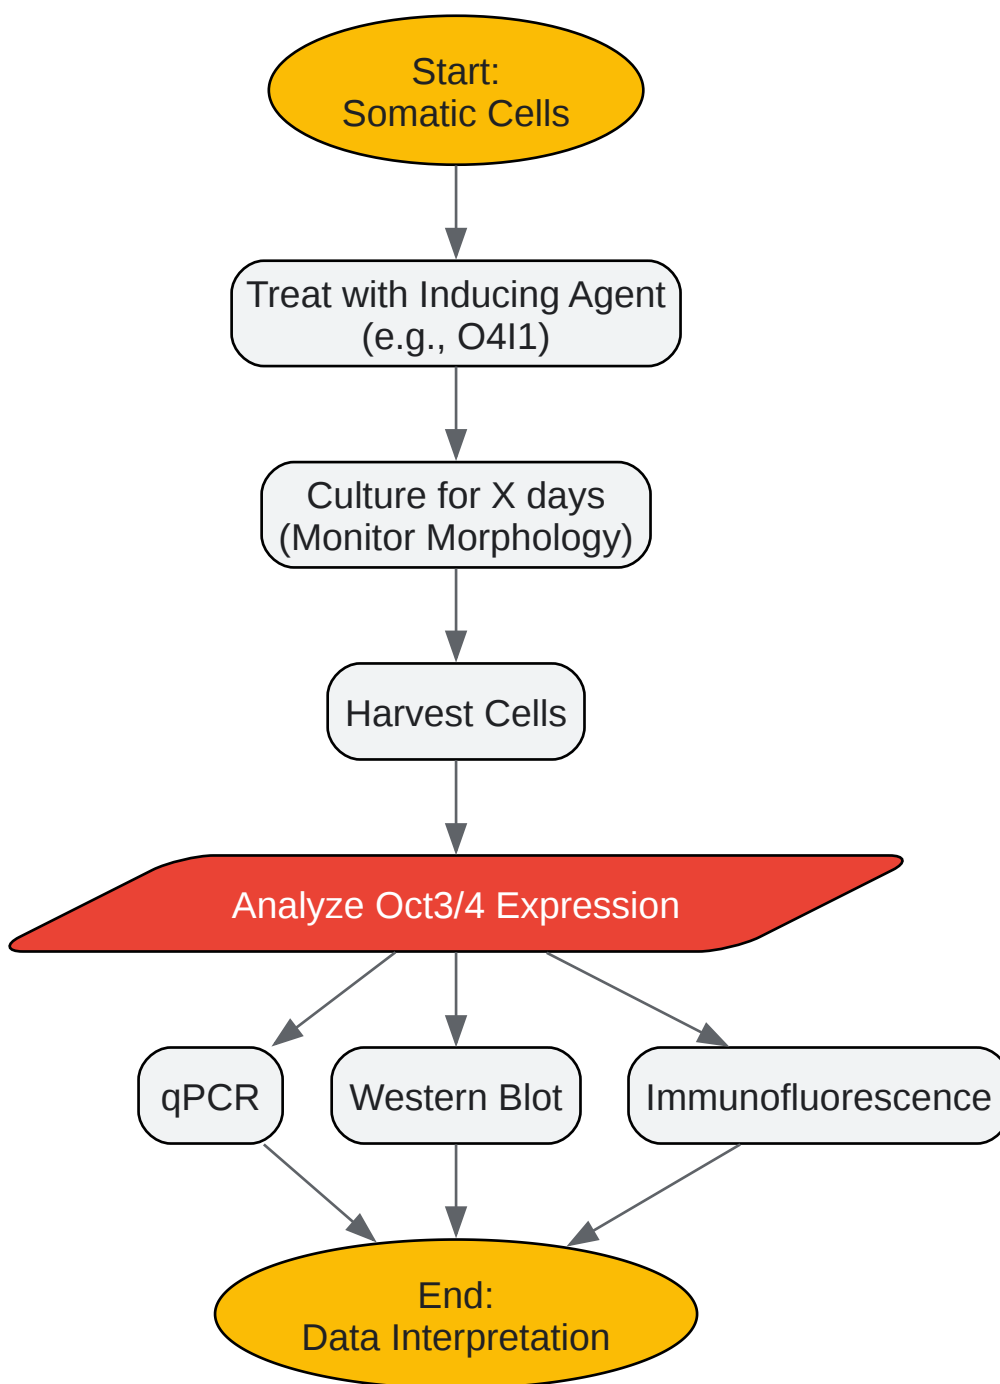 Start:
Somatic Cells
Treat with Inducing Agent
(e.g., O4I1)
Culture for X days
(Monitor Morphology)
Harvest Cells
Analyze Oct3/4 Expression
qPCR
Western Blot
Immunofluorescence
End:
Data Interpretation